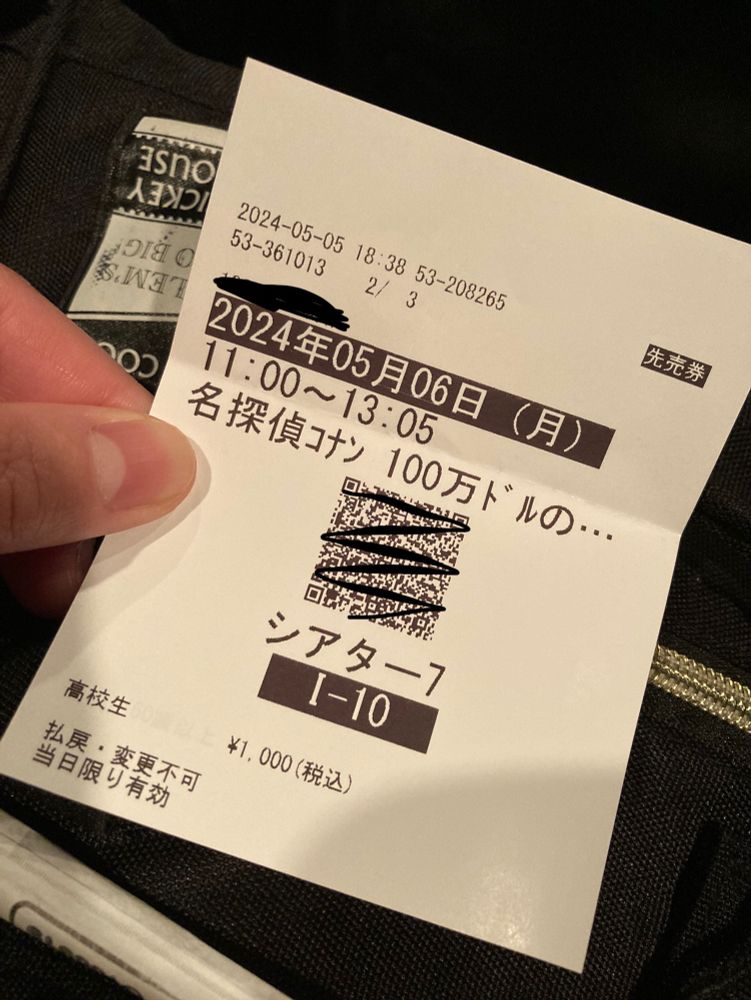 2024-05-05 18:38 53-208265
53-361013 2/ 3
先売券
2024年05月06日 (月)
11:00～13:05
名探偵ｺﾅﾝ 100万ﾄﾞﾙの…
シアター7
I-10
高校生
¥1,000(税込)
払戻・変更不可
当日限り有効
MICKEY
MOUSE